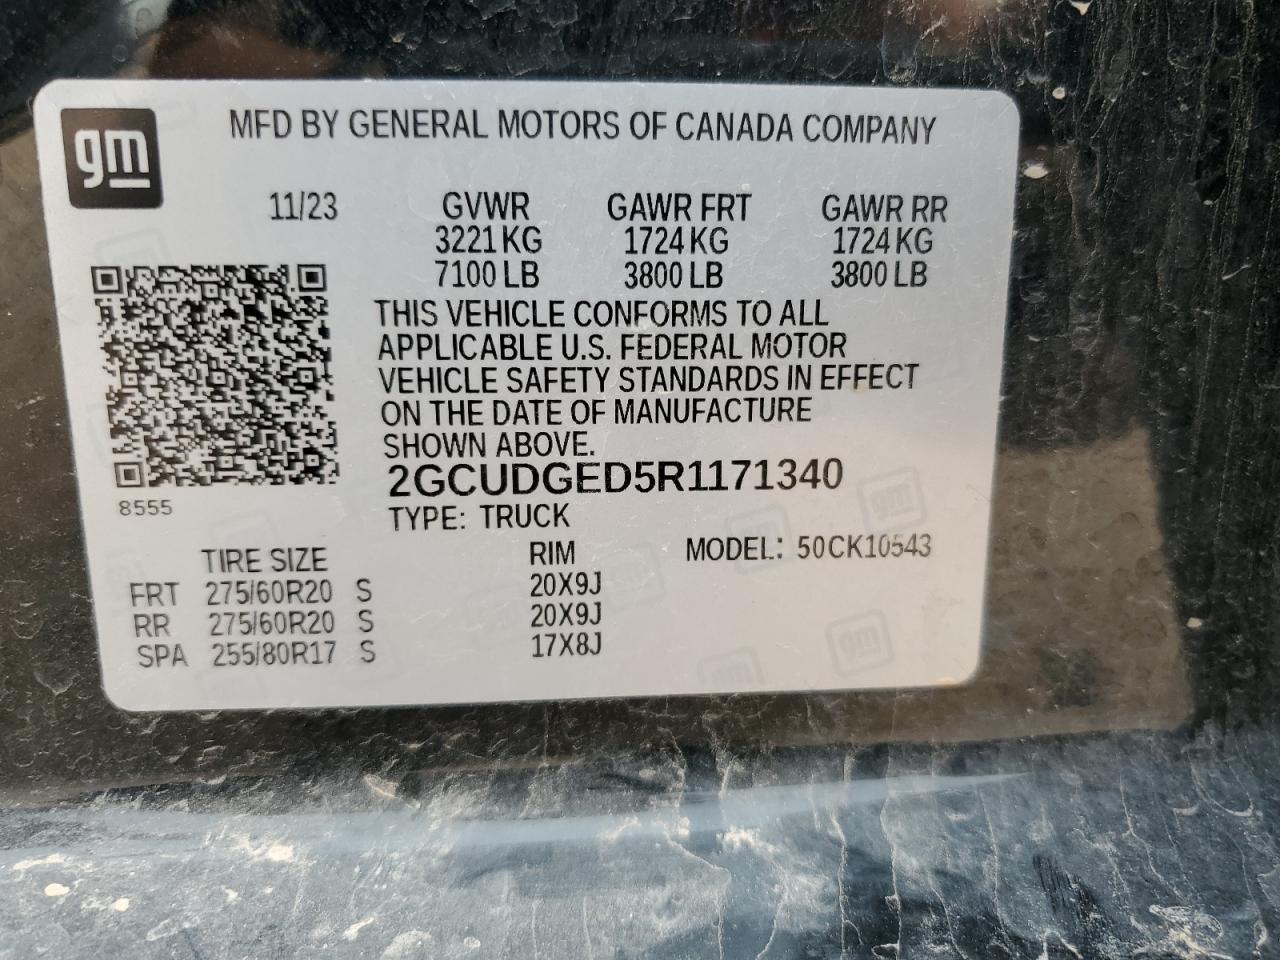 gm
MFD BY GENERAL MOTORS OF CANADA COMPANY
11/23 GVWR GAWR FRT GAWR RR
3221 KG 1724 KG 1724 KG
7100 LB 3800 LB 3800 LB
THIS VEHICLE CONFORMS TO ALL
APPLICABLE U.S. FEDERAL MOTOR
VEHICLE SAFETY STANDARDS IN EFFECT
ON THE DATE OF MANUFACTURE
SHOWN ABOVE.
2GCUDGED5R1171340
8555
TYPE: TRUCK
TIRE SIZE RIM MODEL: 50CK10543
FRT 275/60R20 S 20X9J
RR 275/60R20 S 20X9J
SPA 255/80R17 S 17X8J